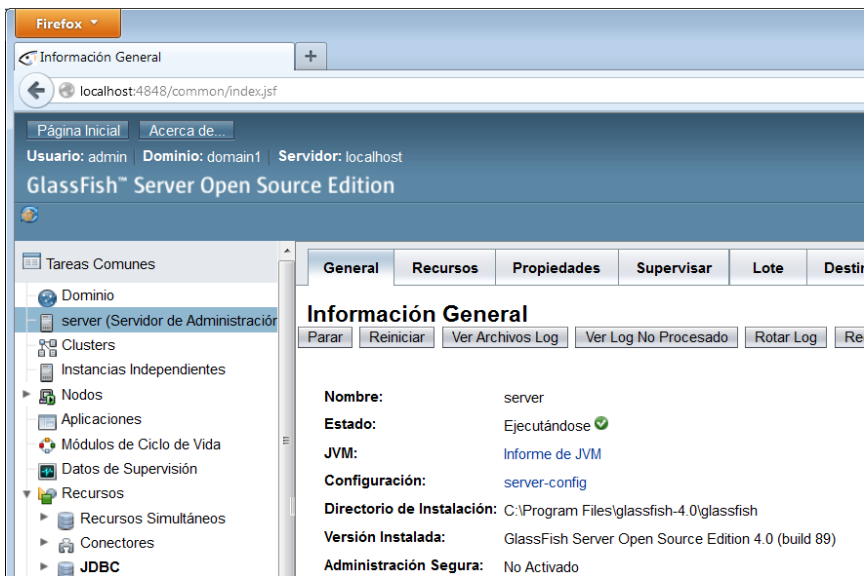 Firefox
Información General
localhost:4848/common/index.jsf
Página Inicial Acerca de...
Usuario: admin Dominio: domain1 Servidor: localhost
GlassFish™ Server Open Source Edition
Tareas Comunes
Dominio
server (Servidor de Administración
Clusters
Instancias Independientes
Nodos
Aplicaciones
Módulos de Ciclo de Vida
Datos de Supervisión
Recursos
Recursos Simultáneos
Conectores
JDBC
General Recursos Propiedades Supervisar Lote Destin
Información General
Parar Reiniciar Ver Archivos Log Ver Log No Procesado Rotar Log Re
Nombre: server
Estado: Ejecutándose
JVM: Informe de JVM
Configuración: server-config
Directorio de Instalación: C:\Program Files\glassfish-4.0\glassfish
Versión Instalada: GlassFish Server Open Source Edition 4.0 (build 89)
Administración Segura: No Activado